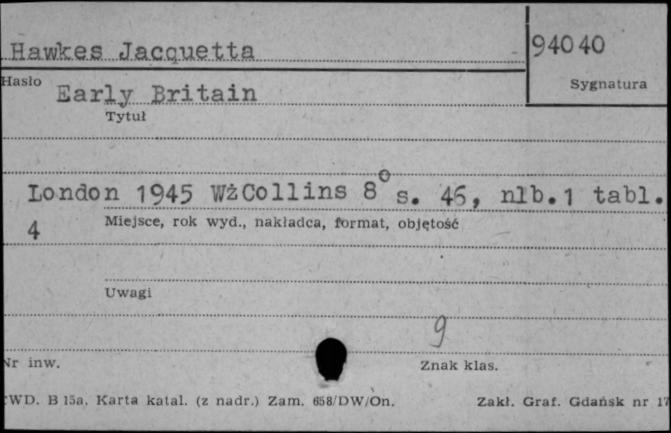 Hawkes Jacquetta
94040
Hasło
Sygnatura
Early Britain
Tytuł
London 1945 WżCollins 8° s. 46, nlb.1 tabl.
4
Miejsce, rok wyd., nakładca, format, objętość
Uwagi
9
Nr inw.
Znak klas.
WD. B 15a. Karta katal. (z nadr.) Zam. 658/DW/On.
Zakł. Graf. Gdańsk nr 17